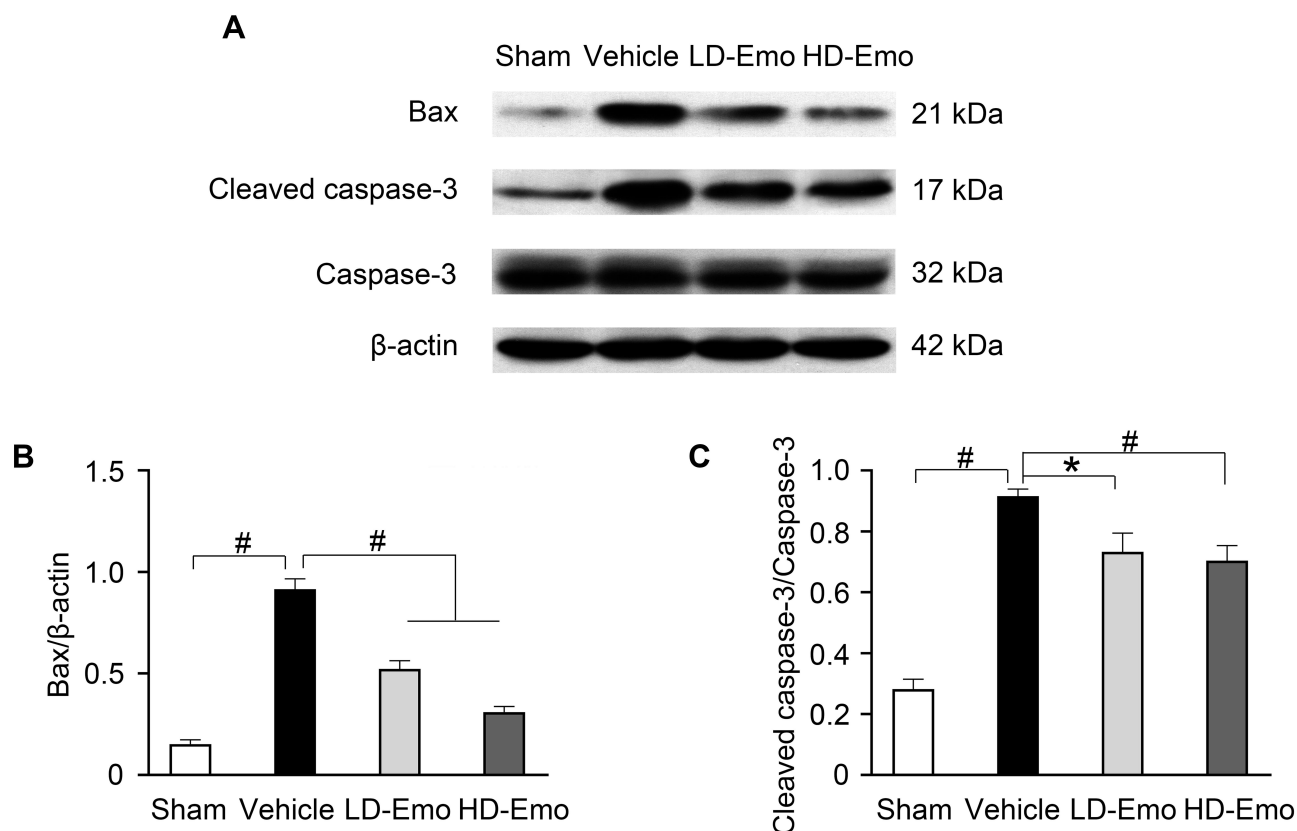 A
Sham Vehicle LD-Emo HD-Emo
Bax 21 kDa
Cleaved caspase-3 17 kDa
Caspase-3 32 kDa
β-actin 42 kDa
B
Bax/β-actin
1.5
1.0
0.5
0
# #
Sham Vehicle LD-Emo HD-Emo
C
Cleaved caspase-3/Caspase-3
1.0
0.8
0.6
0.4
0.2
0
# * #
Sham Vehicle LD-Emo HD-Emo